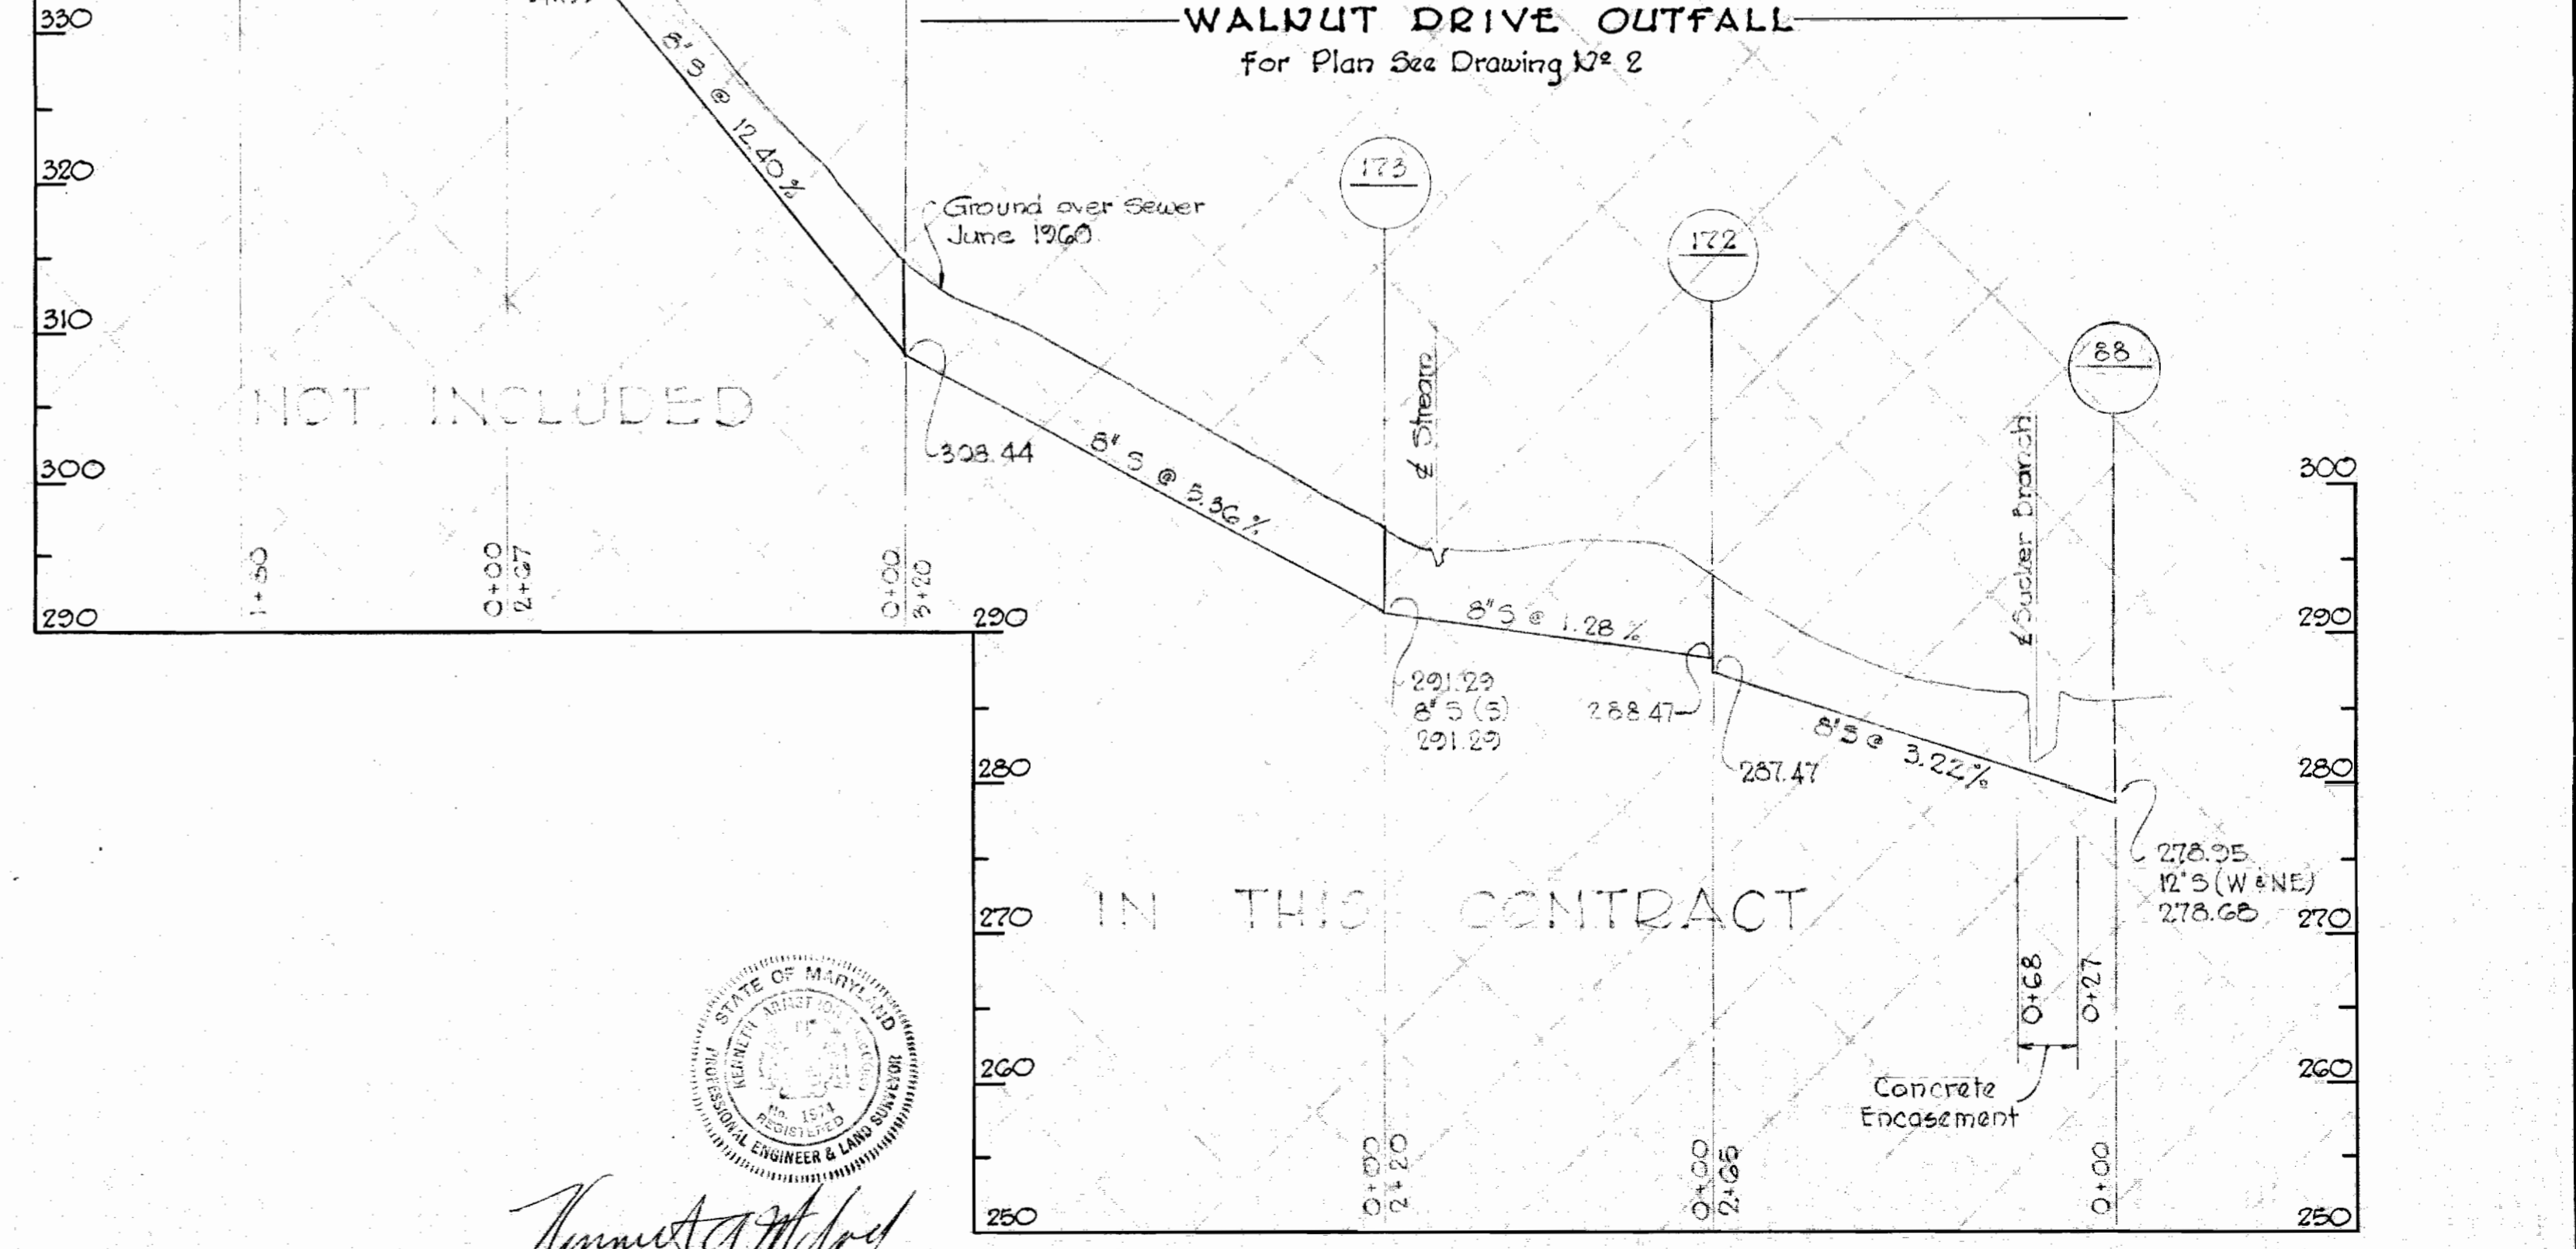 WALNUT DRIVE OUTFALL
For Plan See Drawing Nº 2
330
320
310
300
290
8" S @ 12.40 %
Ground over Sewer
June 1960
173
172
88
℄ Stream
℄ Sucker Branch
NOT INCLUDED
308.44
8" S @ 5.36 %
1+80
0+00
2+67
0+00
3+20
290
280
270
260
250
8" S @ 1.28 %
291.29
8" S (S)
291.29
288.47
287.47
8" S @ 3.22 %
300
290
280
270
260
250
278.95
12" S (W & NE)
278.68
IN THIS CONTRACT
0+68
0+27
Concrete
Encasement
0+00
2+20
0+00
2+65
0+00
STATE OF MARYLAND
KENNETH
No. 1974
REGISTERED
PROFESSIONAL ENGINEER & LAND SURVEYOR